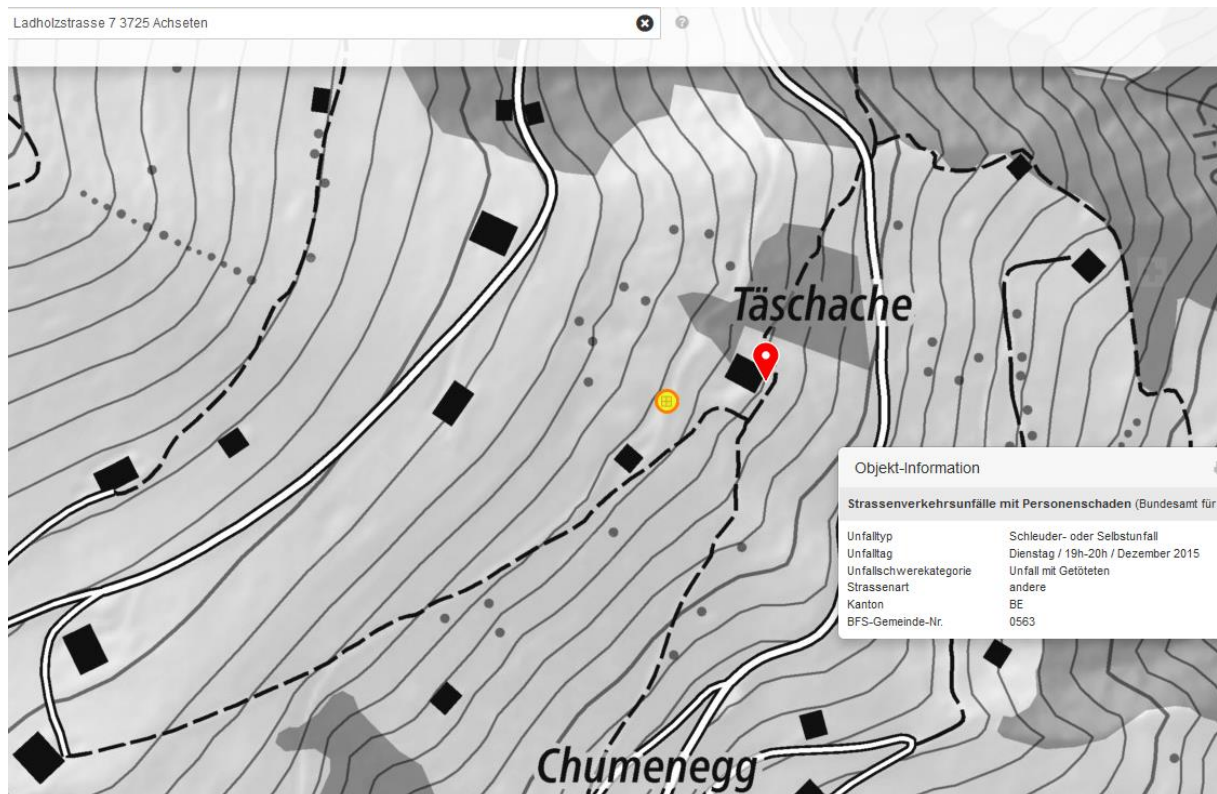 Ladholzstrasse 7 3725 Achseten
?
Täschache
Objekt-Information
Strassenverkehrsunfälle mit Personenschaden (Bundesamt für
Unfalltyp Schleuder- oder Selbstunfall
Unfalltag Dienstag / 19h-20h / Dezember 2015
Unfallschwerekategorie Unfall mit Getöteten
Strassenart andere
Kanton BE
BFS-Gemeinde-Nr. 0563
Chumenegg